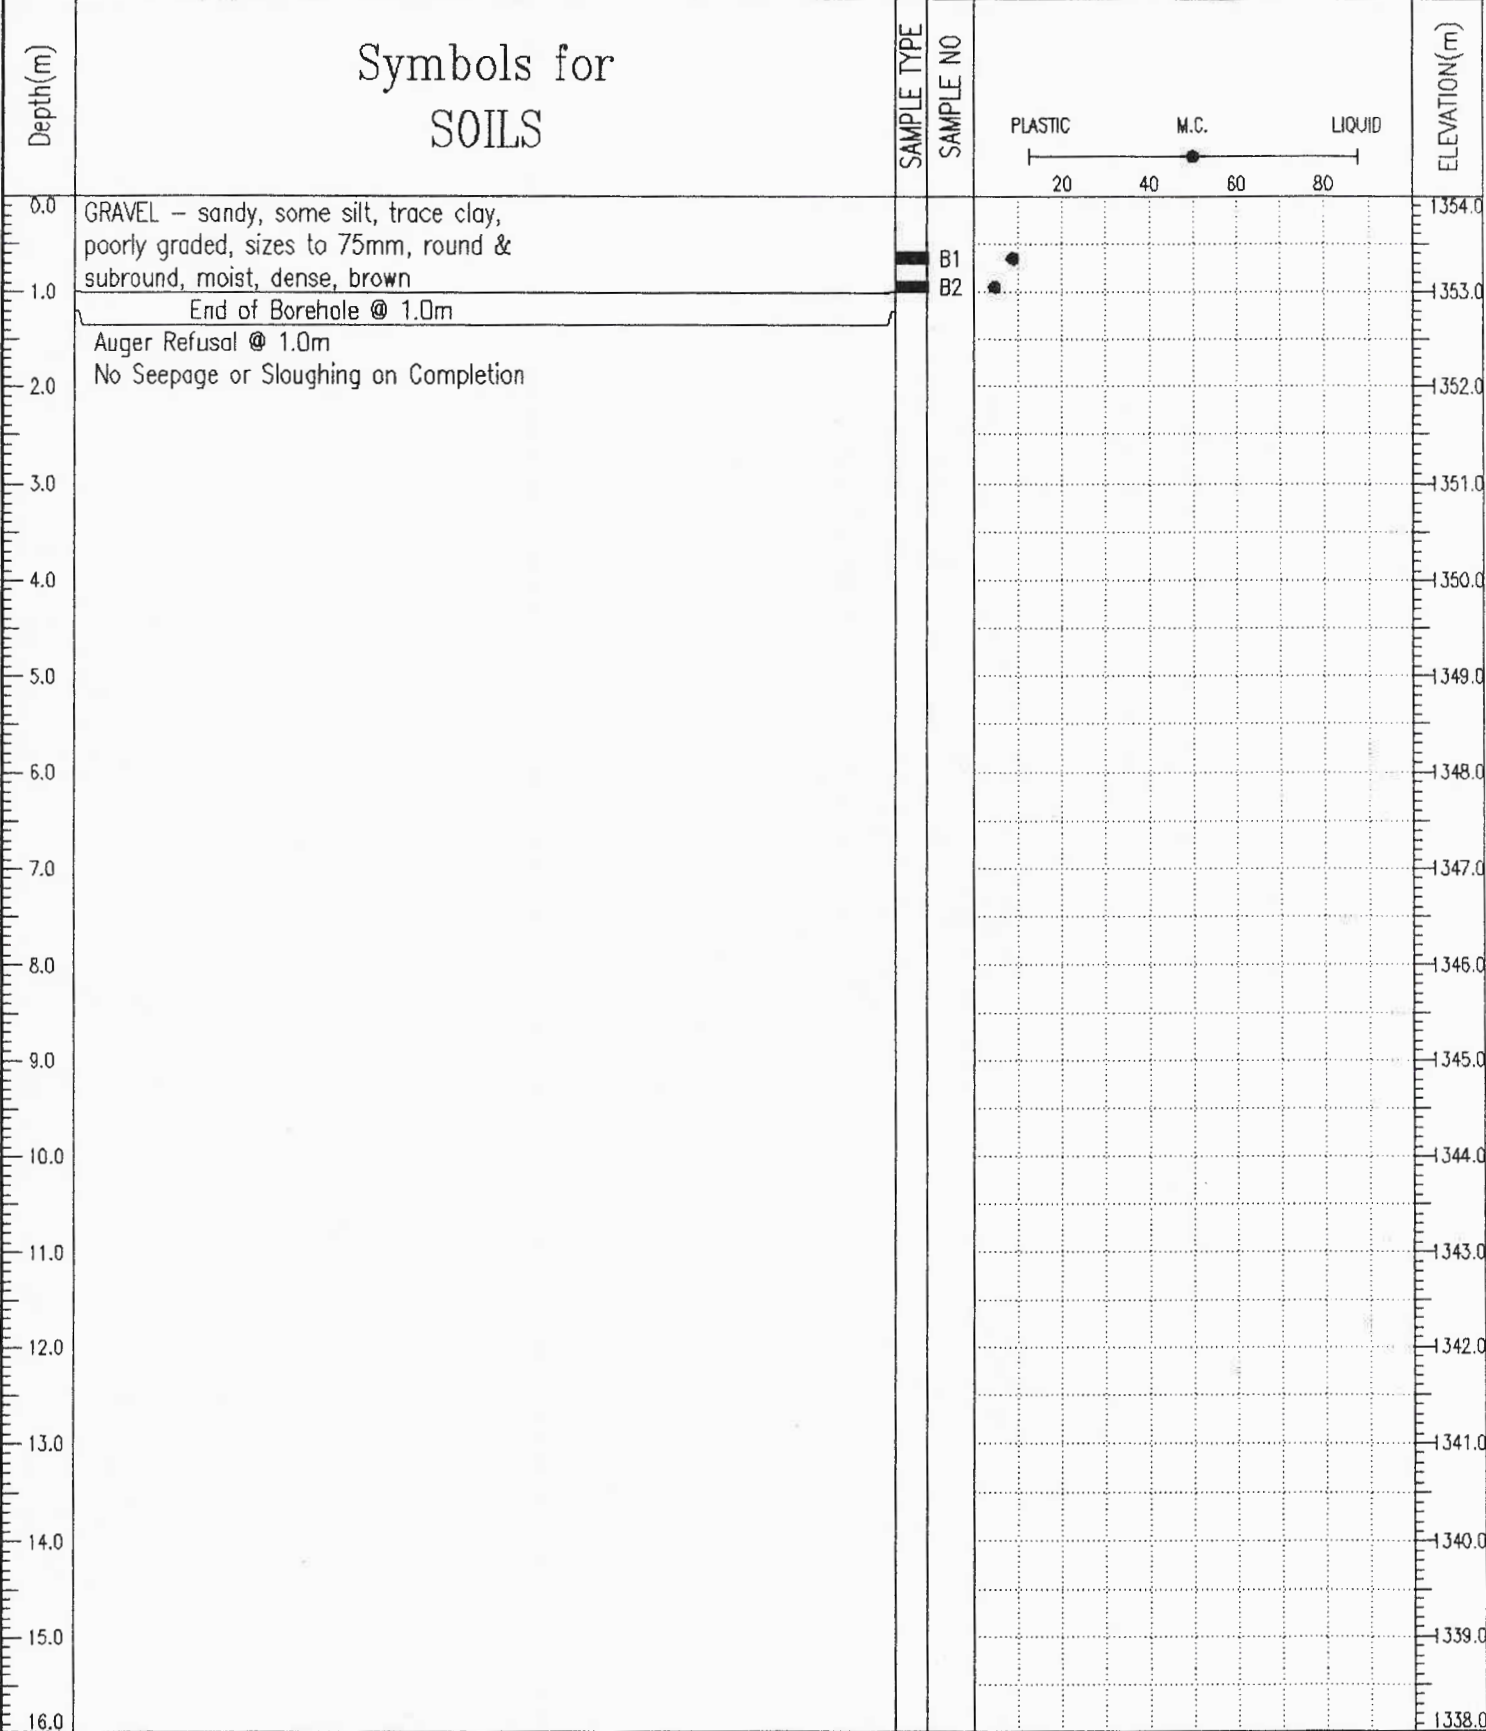 Depth(m)
Symbols for
SOILS
SAMPLE TYPE
SAMPLE NO
PLASTIC M.C. LIQUID
20 40 60 80
ELEVATION(m)
0.0 GRAVEL – sandy, some silt, trace clay, 1354.0
poorly graded, sizes to 75mm, round &
B1
subround, moist, dense, brown
1.0 B2 1353.0
End of Borehole @ 1.0m
Auger Refusal @ 1.0m
2.0 No Seepage or Sloughing on Completion 1352.0
3.0 1351.0
4.0 1350.0
5.0 1349.0
6.0 1348.0
7.0 1347.0
8.0 1346.0
9.0 1345.0
10.0 1344.0
11.0 1343.0
12.0 1342.0
13.0 1341.0
14.0 1340.0
15.0 1339.0
16.0 1338.0